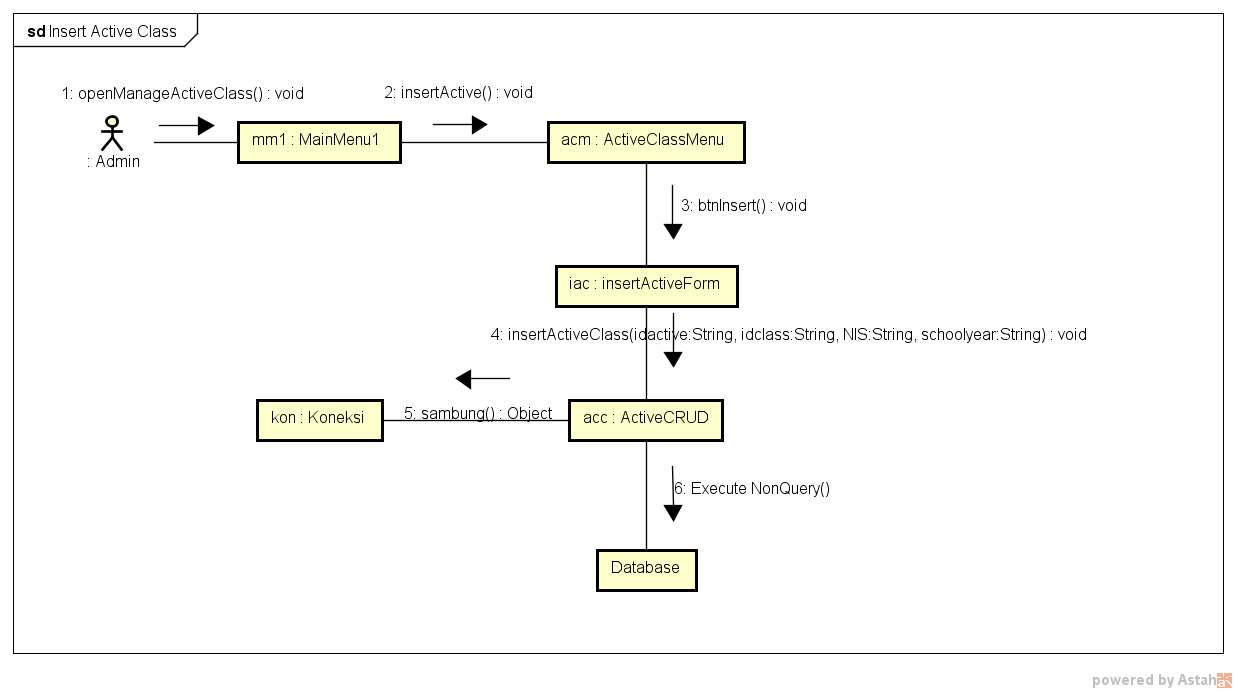 sd Insert Active Class
1: openManageActiveClass() : void
2: insertActive() : void
mm1 : MainMenu1
acm : ActiveClassMenu
: Admin
3: btnInsert() : void
iac : insertActiveForm
4: insertActiveClass(idactive:String, idclass:String, NIS:String, schoolyear:String) : void
kon : Koneksi
5: sambung() : Object
acc : ActiveCRUD
6: Execute NonQuery()
Database
powered by Astah